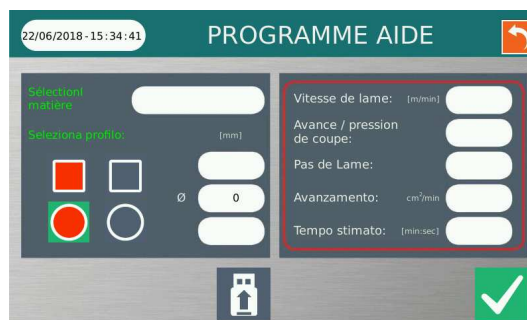 22/06/2018-15:34:41
PROGRAMME AIDE
Sélectionl
matière
Seleziona profilo:
[mm]
Ø 0
Vitesse de lame: [m/min]
Avance / pression
de coupe:
Pas de Lame:
Avanzamento: cm²/min
Tempo stimato: [min:sec]